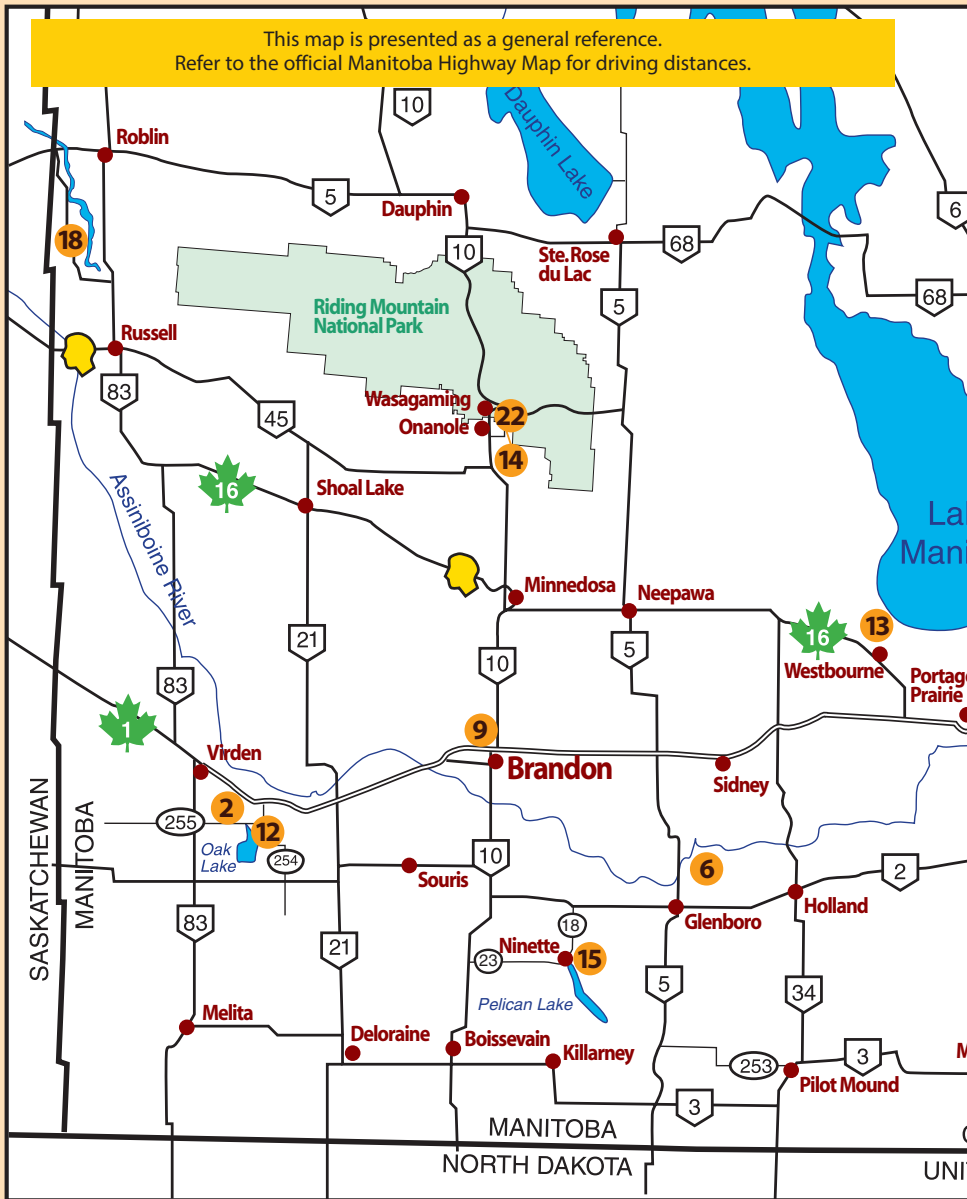 This map is presented as a general reference.
Refer to the official Manitoba Highway Map for driving distances.
10
Dauphin Lake
Roblin
5
Dauphin
6
18
10
Ste. Rose
du Lac
68
5
68
Riding Mountain
National Park
Russell
83
Wasagaming
22
45
Onanole
14
16
Shoal Lake
Assiniboine River
Minnedosa
Neepawa
16
13
21
10
5
Westbourne
83
Portage
Prairie
1
9
Virden
Brandon
Sidney
2
255
12
Oak
Lake
254
10
6
2
Souris
SASKATCHEWAN
MANITOBA
Holland
83
18
Glenboro
21
Ninette
15
23
5
34
Pelican Lake
Melita
Deloraine
Boissevain
Killarney
253
3
Pilot Mound
3
MANITOBA
NORTH DAKOTA